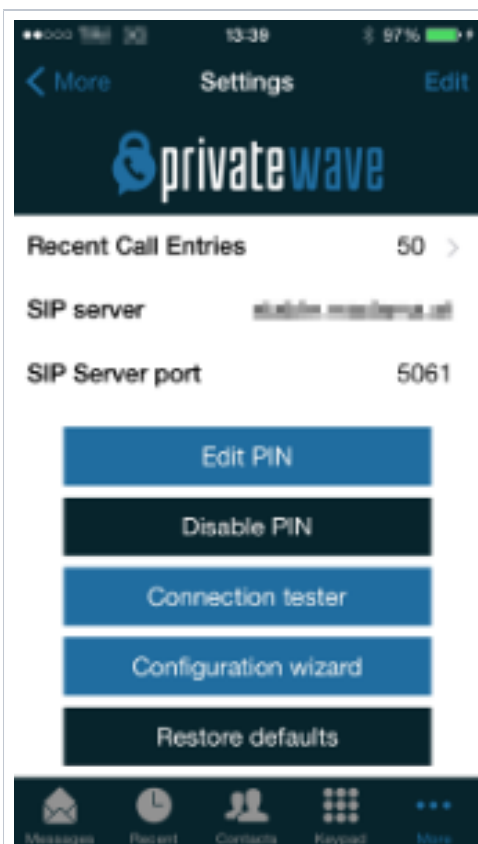 13:39 97%
More Settings Edit
privatewave
Recent Call Entries 50
SIP server
SIP Server port 5061
Edit PIN
Disable PIN
Connection tester
Configuration wizard
Restore defaults
Messages Recent Contacts Keypad More